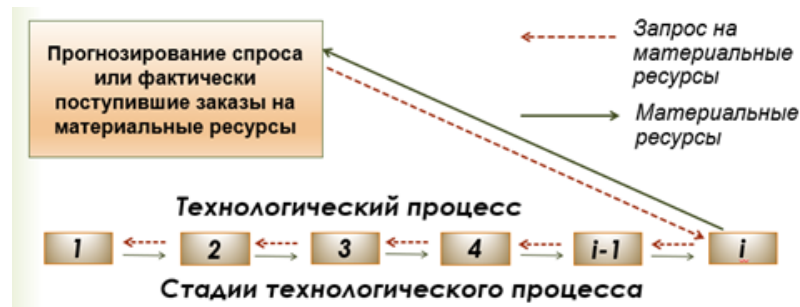 Прогнозирование спроса
или фактически
поступившие заказы на
материальные ресурсы
Запрос на
материальные
ресурсы
Материальные
ресурсы
Технологический процесс
1 2 3 4 i-1 i
Стадии технологического процесса